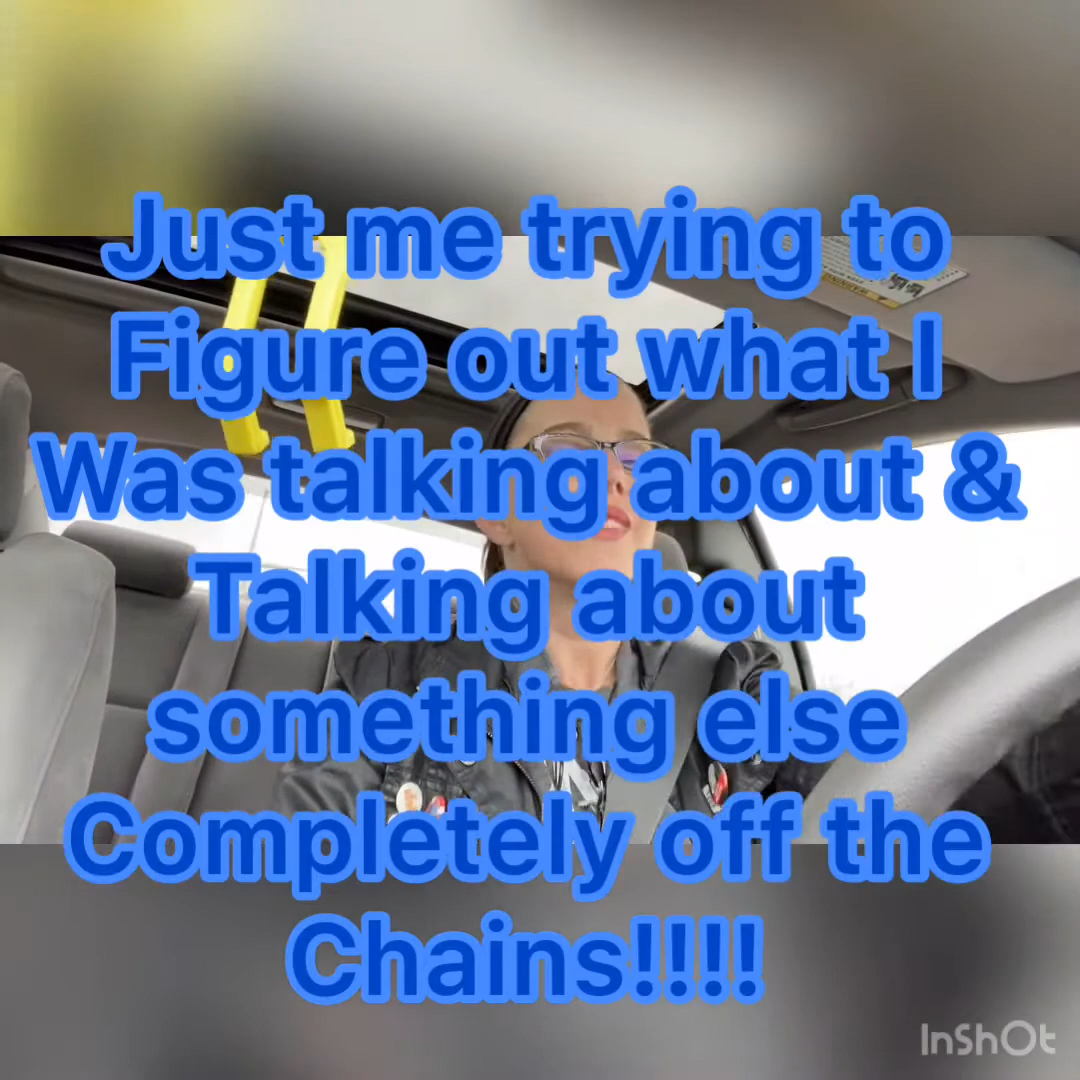 Just me trying to
Figure out what I
Was talking about &
Talking about
something else
Completely off the
Chains!!!!
WARNING
InShOt